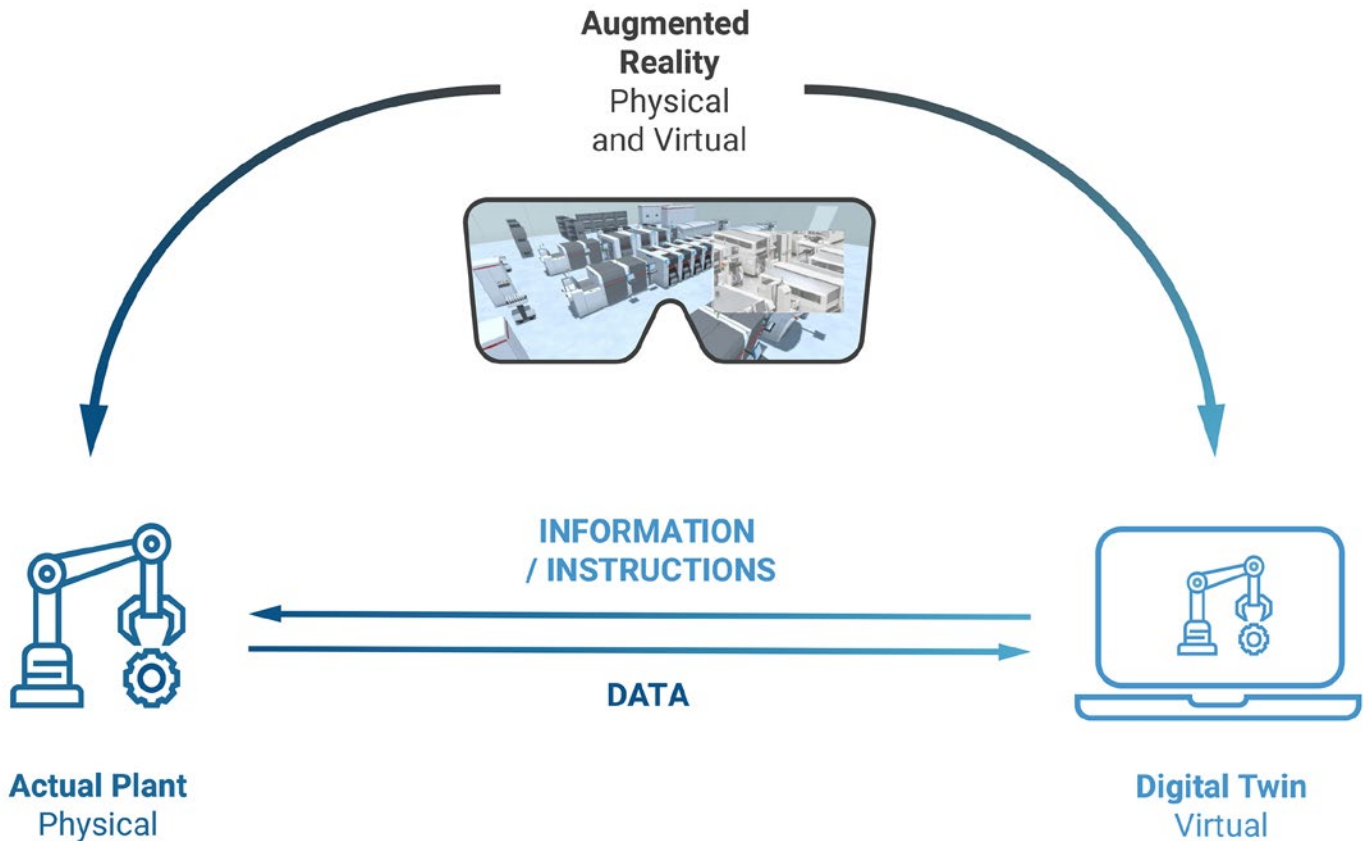 Augmented
Reality
Physical
and Virtual
INFORMATION
/ INSTRUCTIONS
DATA
Actual Plant
Physical
Digital Twin
Virtual